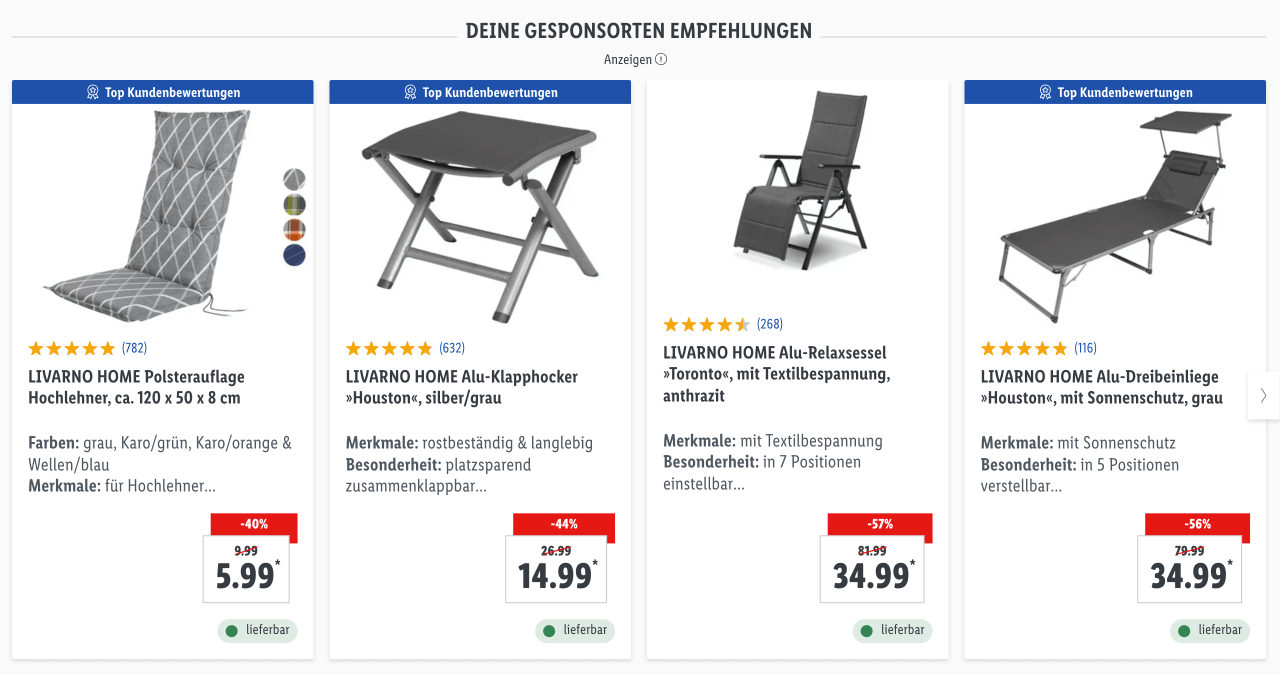 DEINE GESPONSORTEN EMPFEHLUNGEN
Anzeigen
Top Kundenbewertungen
(782)
LIVARNO HOME Polsterauflage
Hochlehner, ca. 120 x 50 x 8 cm
Farben: grau, Karo/grün, Karo/orange &
Wellen/blau
Merkmale: für Hochlehner...
-40%
9.99
5.99*
lieferbar
Top Kundenbewertungen
(632)
LIVARNO HOME Alu-Klapphocker
»Houston«, silber/grau
Merkmale: rostbeständig & langlebig
Besonderheit: platzsparend
zusammenklappbar...
-44%
26.99
14.99*
lieferbar
(268)
LIVARNO HOME Alu-Relaxsessel
»Toronto«, mit Textilbespannung,
anthrazit
Merkmale: mit Textilbespannung
Besonderheit: in 7 Positionen
einstellbar...
-57%
81.99
34.99*
lieferbar
Top Kundenbewertungen
(116)
LIVARNO HOME Alu-Dreibeinliege
»Houston«, mit Sonnenschutz, grau
Merkmale: mit Sonnenschutz
Besonderheit: in 5 Positionen
verstellbar...
-56%
79.99
34.99*
lieferbar